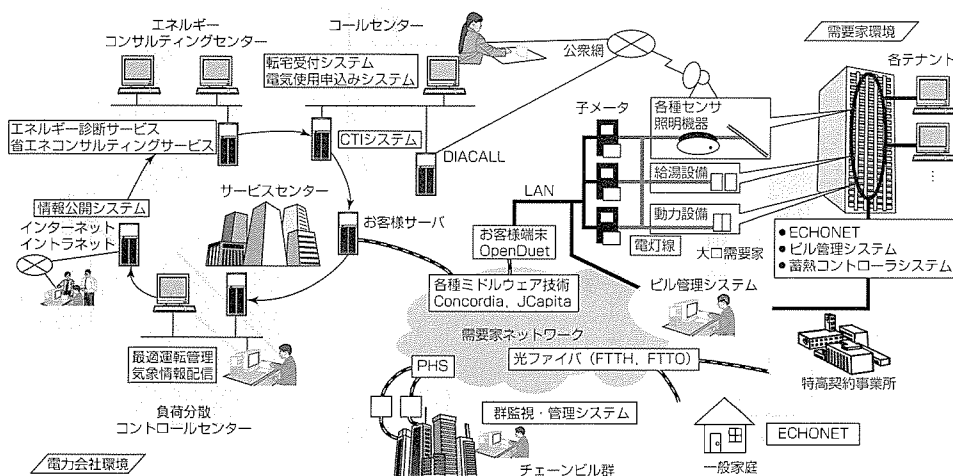 エネルギー
コンサルティングセンター
コールセンター
転宅受付システム
電気使用申込みシステム
公衆網
需要家環境
各テナント
子メータ
各種センサ
照明機器
エネルギー診断サービス
省エネコンサルティングサービス
CTIシステム
DIACALL
給湯設備
LAN
動力設備
情報公開システム
インターネット
イントラネット
サービスセンター
お客様サーバ
お客様端末
OpenDuet
電灯線
大口需要家
● ECHONET
● ビル管理システム
● 蓄熱コントローラシステム
各種ミドルウェア技術
Concordia, JCapita
ビル管理システム
需要家ネットワーク
最適運転管理
気象情報配信
PHS
光ファイバ（FTTH, FTTO）
特高契約事業所
負荷分散
コントロールセンター
群監視・管理システム
ECHONET
電力会社環境
チェーンビル群
一般家庭